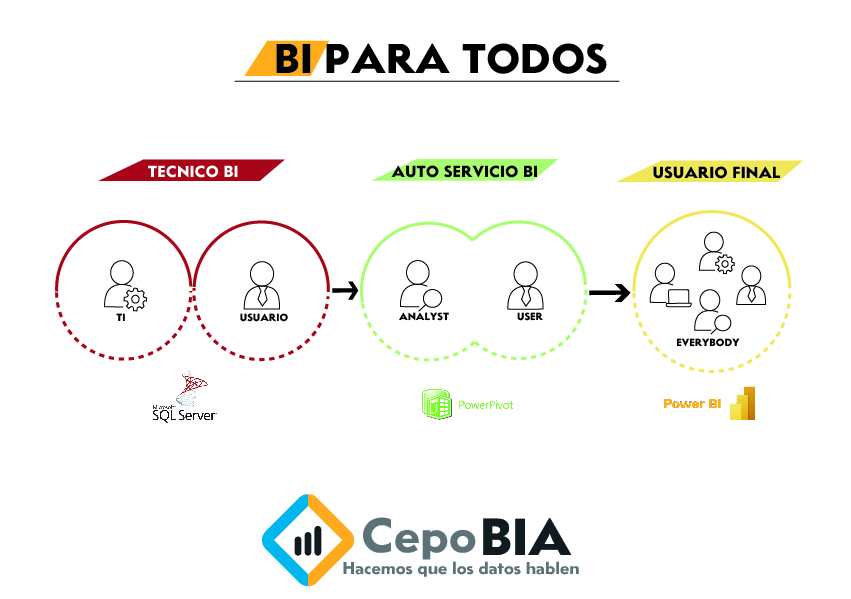 BI PARA TODOS
TECNICO BI
AUTO SERVICIO BI
USUARIO FINAL
TI
USUARIO
ANALYST
USER
EVERYBODY
Microsoft
SQL Server
PowerPivot
Power BI
CepoBIA
Hacemos que los datos hablen